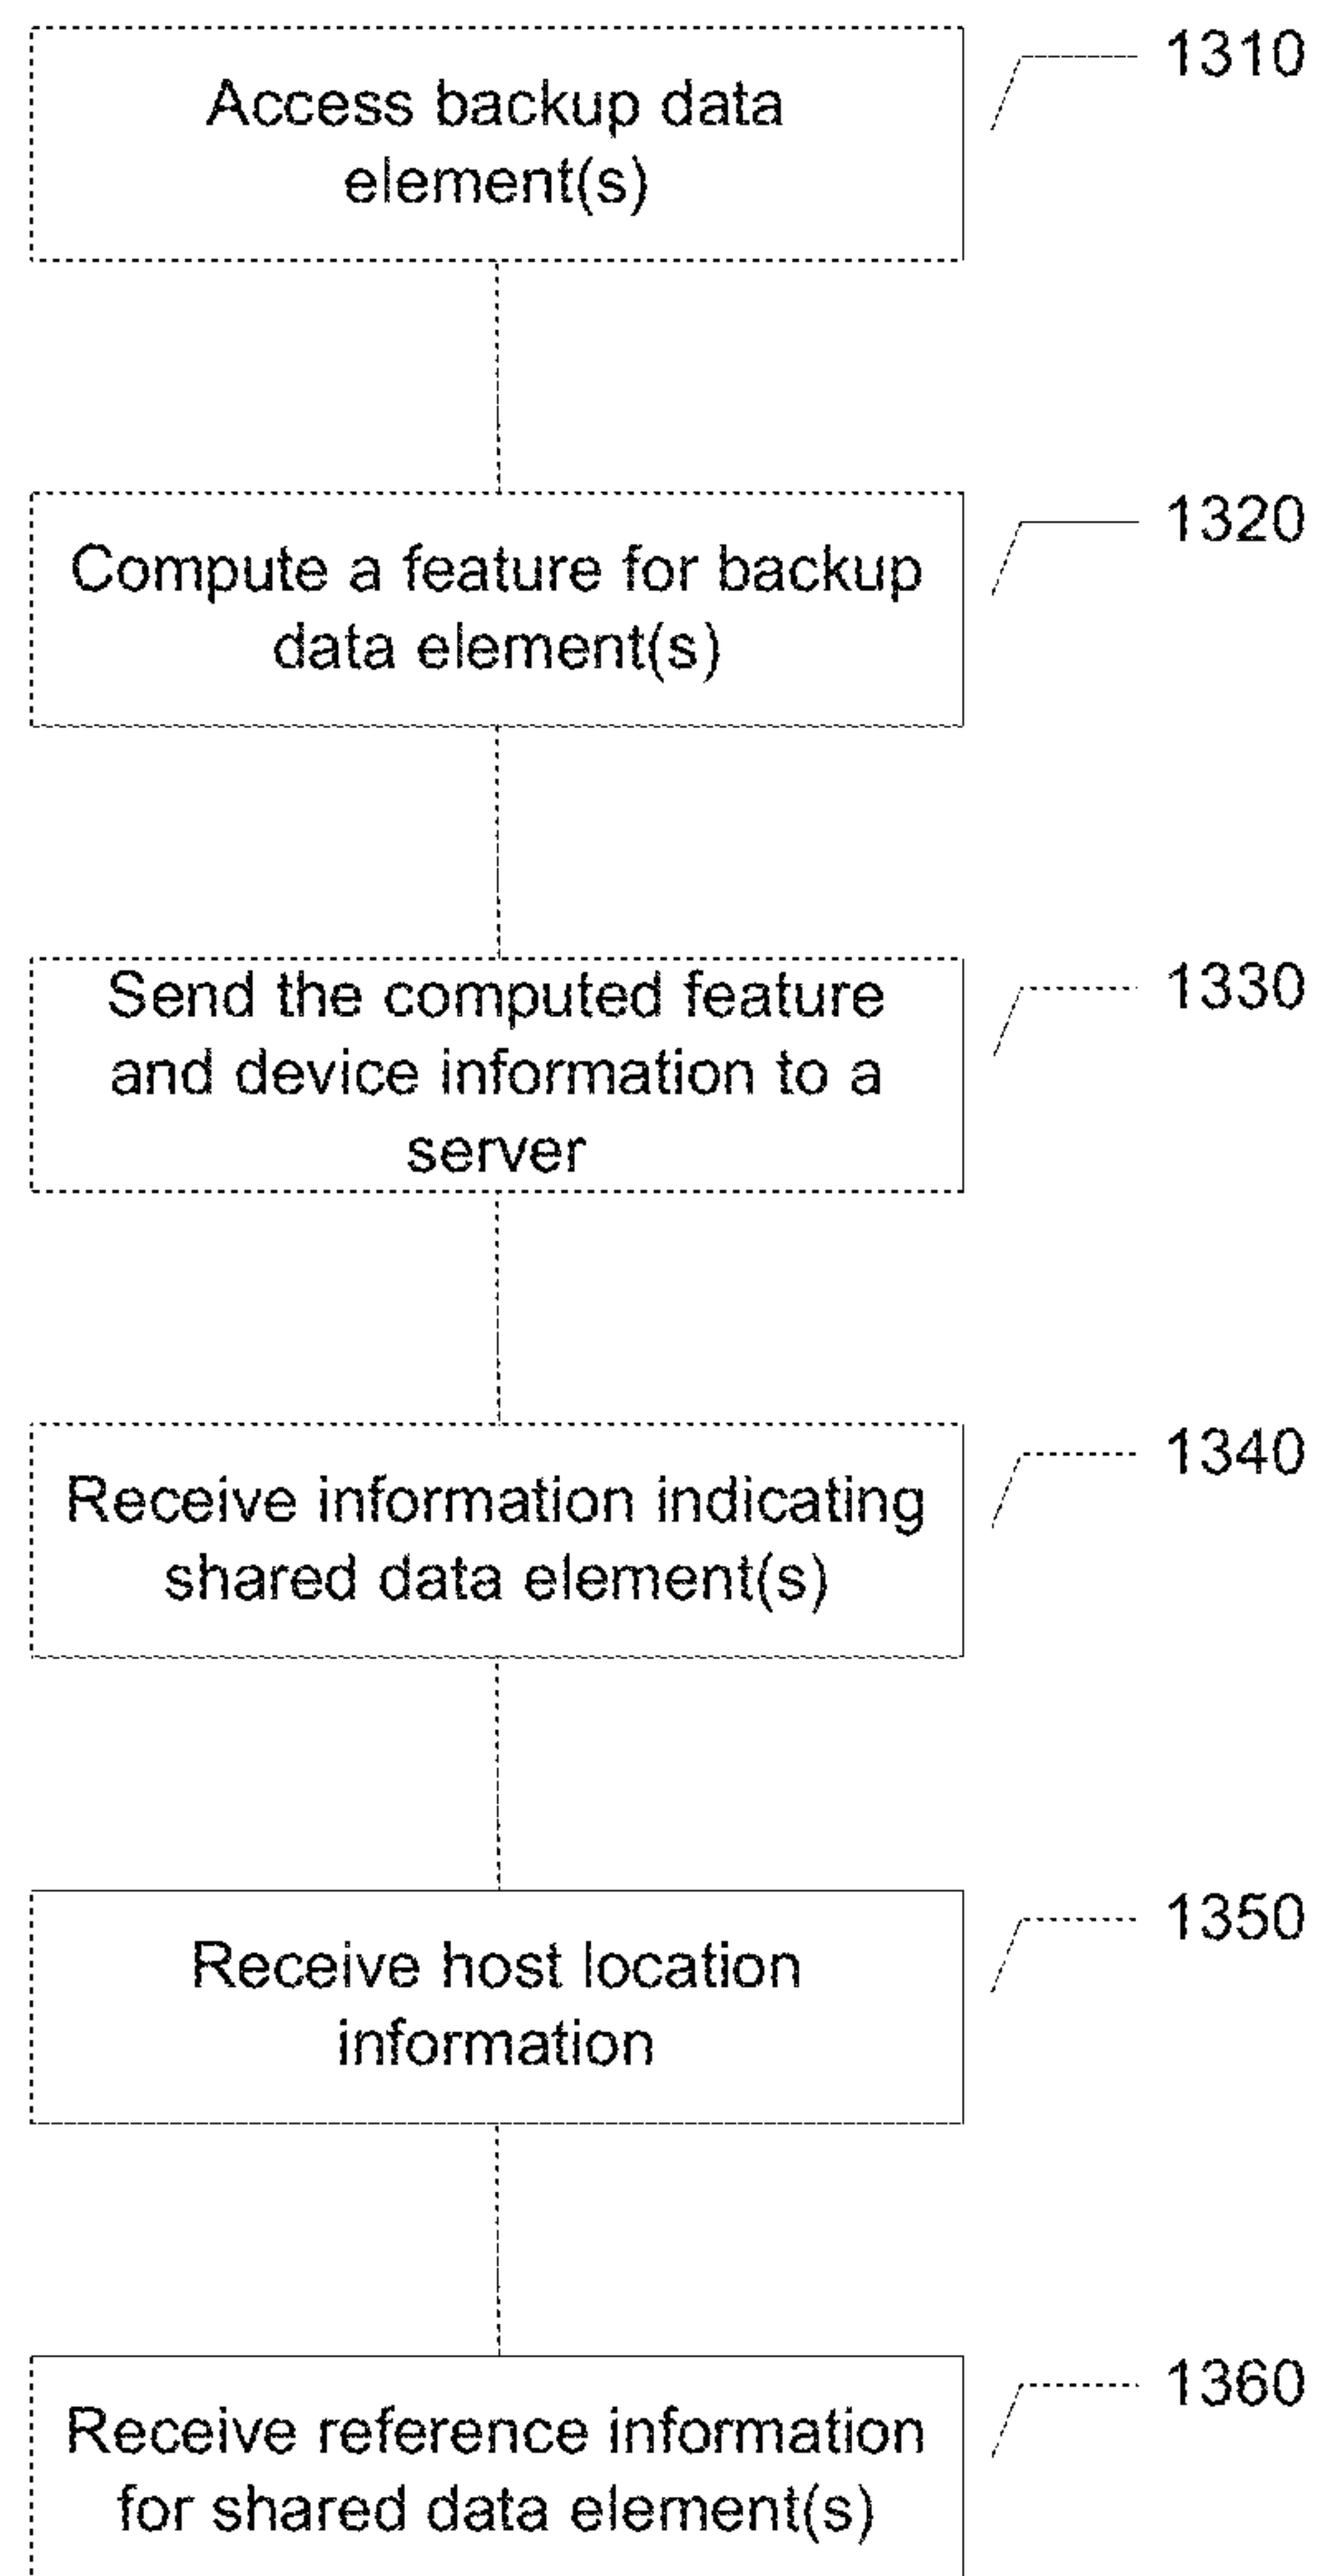 Access backup data
element(s)
1310
Compute a feature for backup
data element(s)
1320
Send the computed feature
and device information to a
server
1330
Receive information indicating
shared data element(s)
1340
Receive host location
information
1350
Receive reference information
for shared data element(s)
1360